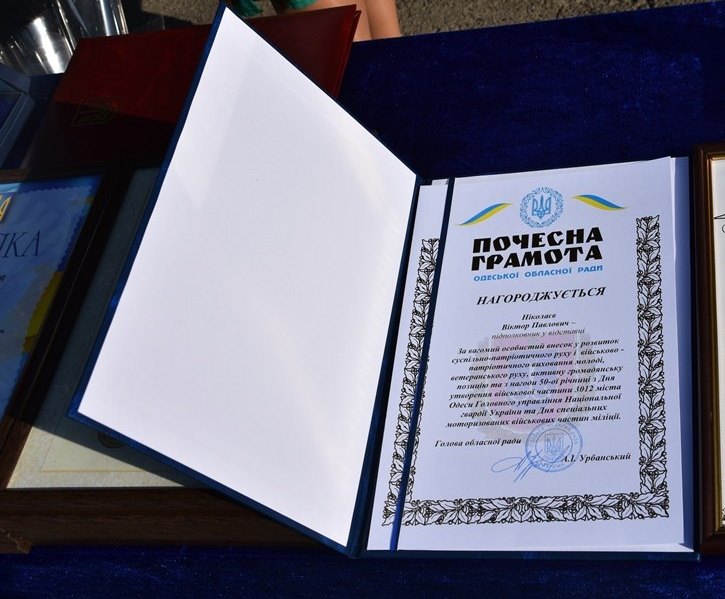 ПОЧЕСНА
ГРАМОТА
ОДЕСЬКОЇ ОБЛАСНОЇ РАДИ
НАГОРОДЖУЄТЬСЯ
Ніколаєв
Віктор Павлович –
підполковник у відставці
За вагомий особистий внесок у розвиток
суспільно-патріотичного руху і військово -
патріотичного виховання молоді,
ветеранського руху, активну громадянську
позицію та з нагоди 50-ої річниці з Дня
утворення військової частини 3012 міста
Одеси Головного управління Національної
гвардії України та Дня спеціальних
моторизованих військових частин міліції.
Голова обласної ради
А.І. Урбанський